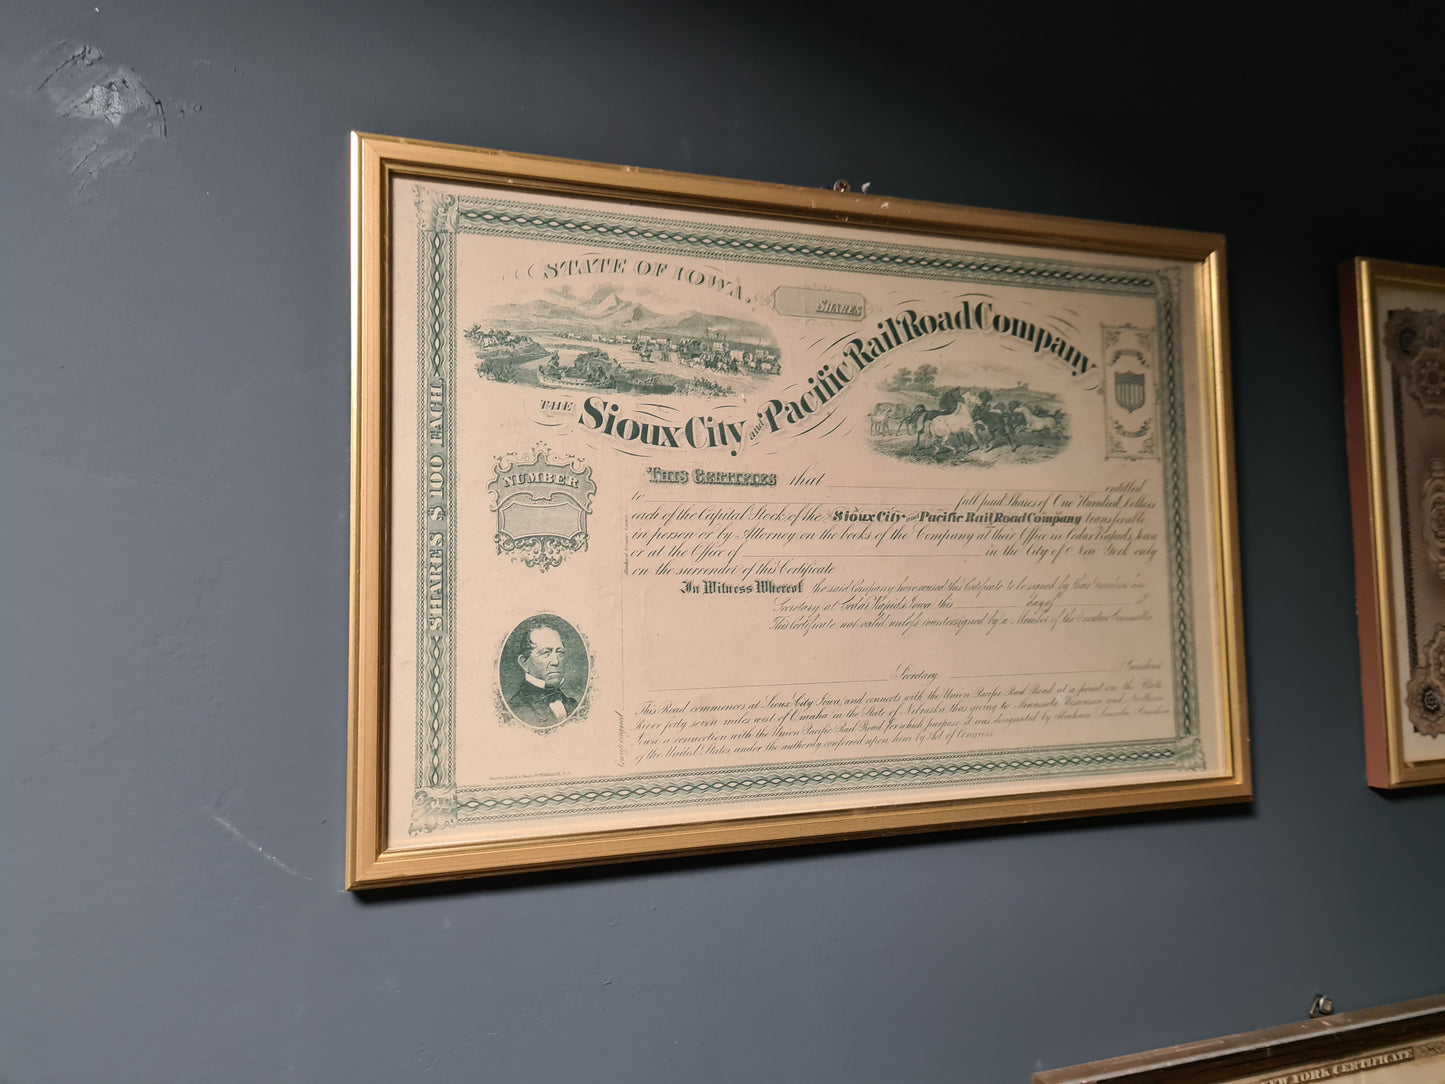 STATE OF IOWA.
SHARES
THE Sioux City and Pacific Rail Road Company
SHARES $100 EACH
NUMBER
THIS CERTIFIES that entitled
to full paid Shares of One Hundred Dollars
each of the Capital Stock of the Sioux City and Pacific Rail Road Company transferable
in person or by Attorney on the books of the Company at their Office in Cedar Rapids, Iowa
or at the Office of in the City of New York only
on the surrender of this Certificate
In Witness Whereof the said Company have caused this Certificate to be signed by their President and
Secretary at Cedar Rapids, Iowa this day of 18
This Certificate not valid, unless countersigned by a Member of the Executive Committee
Secretary President
This Road commences at Sioux City Iowa, and connects with the Union Pacific Rail Road at a point on the Platte
River forty seven miles west of Omaha in the State of Nebraska, thus giving to Minnesota, Wisconsin and Northern
Iowa a connection with the Union Pacific Rail Road for which purpose it was designated by Abraham Lincoln, President
of the United States, under the authority conferred upon him by Act of Congress
Countersigned
NEW YORK CERTIFICATE